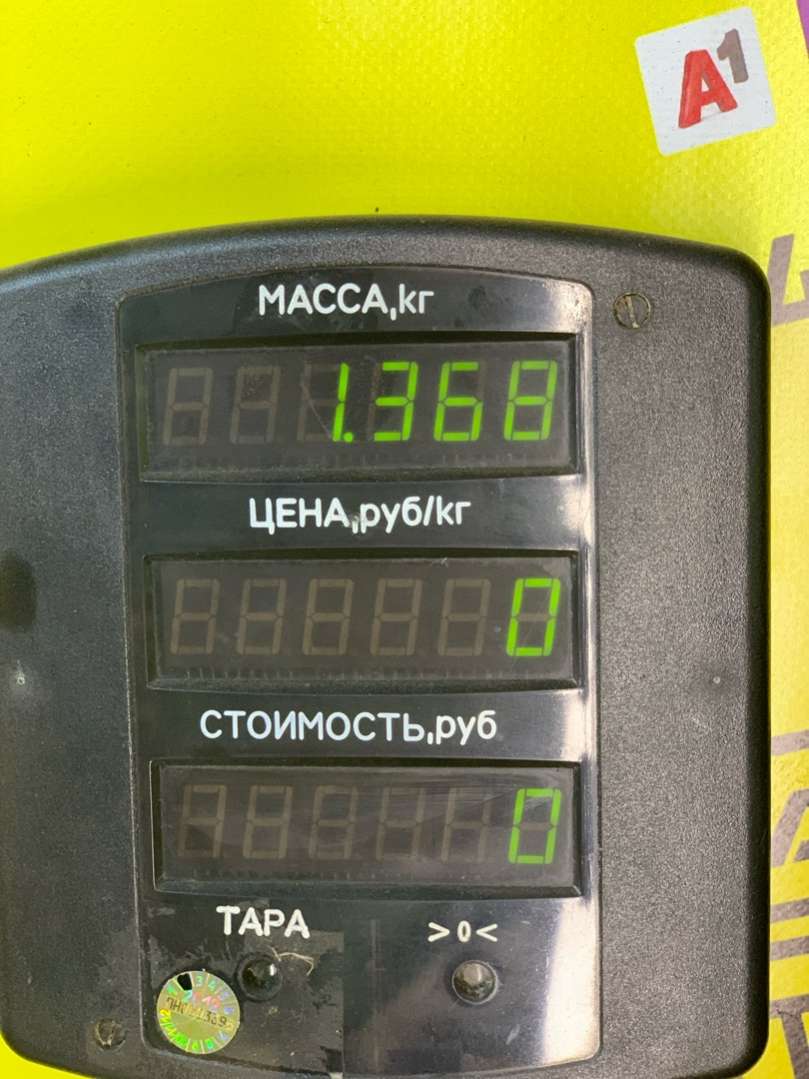 A1
МАССА,кг
1.368
ЦЕНА,руб/кг
0
СТОИМОСТЬ,руб
0
ТАРА
>0<